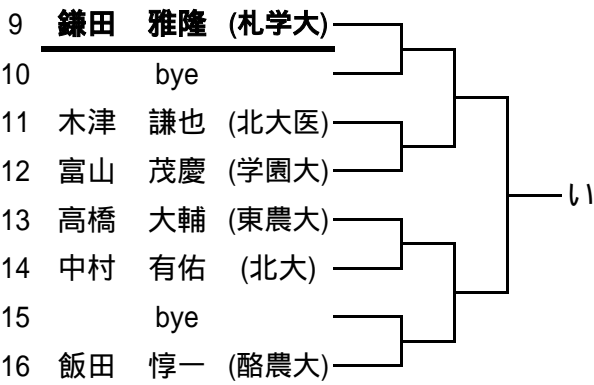 9 鎌田 雅隆 (札学大)
10 bye
11 木津 謙也 (北大医)
12 富山 茂慶 (学園大)
13 高橋 大輔 (東農大)
14 中村 有佑 (北大)
15 bye
16 飯田 惇一 (酪農大)
い